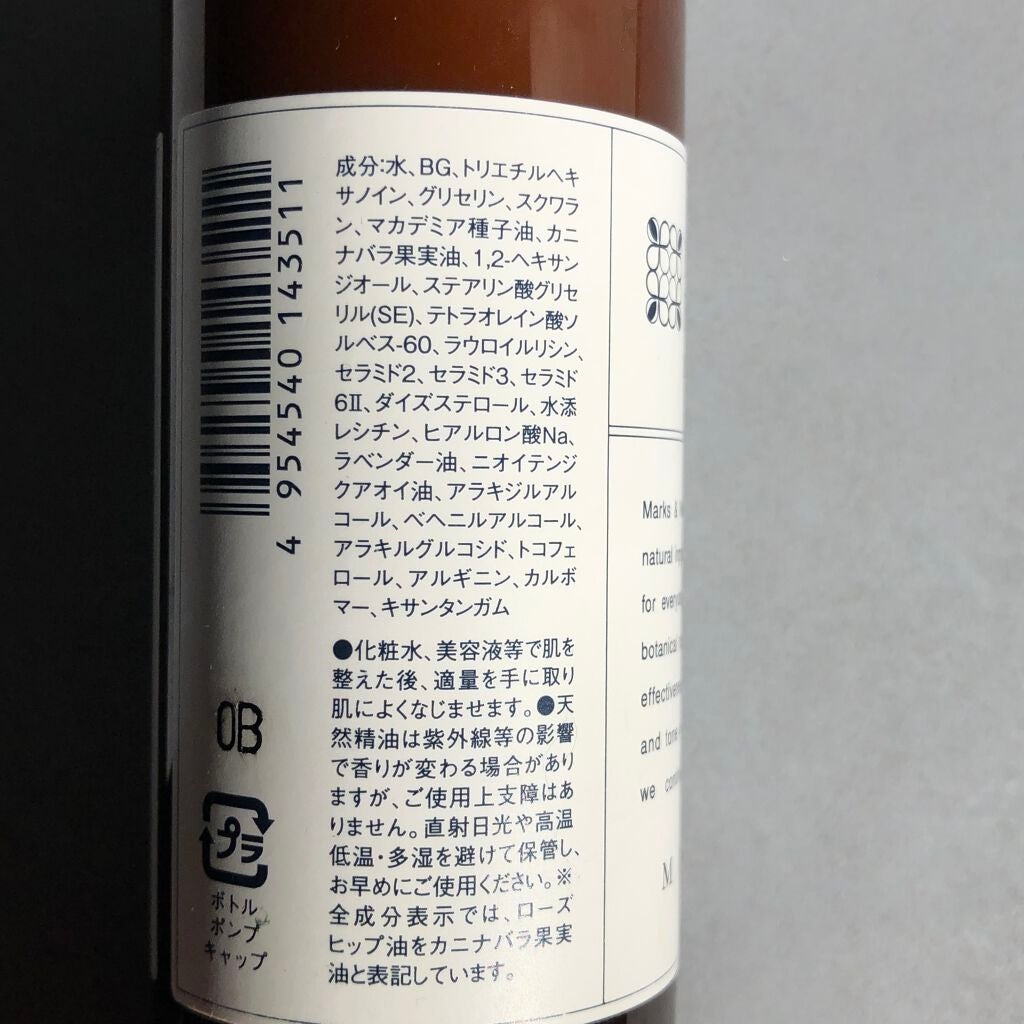 成分:水、BG、トリエチルヘキ
サノイン、グリセリン、スクワラ
ン、マカデミア種子油、カニ
ナバラ果実油、1,2-ヘキサン
ジオール、ステアリン酸グリセ
リル(SE)、テトラオレイン酸ソ
ルベス-60、ラウロイルリシン、
セラミド2、セラミド3、セラミド
6Ⅱ、ダイズステロール、水添
レシチン、ヒアルロン酸Na、
ラベンダー油、ニオイテンジ
クアオイ油、アラキジルアル
コール、ベヘニルアルコール、
アラキルグルコシド、トコフェ
ロール、アルギニン、カルボ
マー、キサンタンガム
●化粧水、美容液等で肌を
整えた後、適量を手に取り
肌によくなじませます。●天
然精油は紫外線等の影響
で香りが変わる場合があり
ますが、ご使用上支障はあ
りません。直射日光や高温
低温・多湿を避けて保管し、
お早めにご使用ください。※
全成分表示では、ローズ
ヒップ油をカニナバラ果実
油と表記しています。
4 954540 143511
0B
プラ
ボトル
ポンプ
キャップ
Marks &
natural
for
botanical
and
we
M